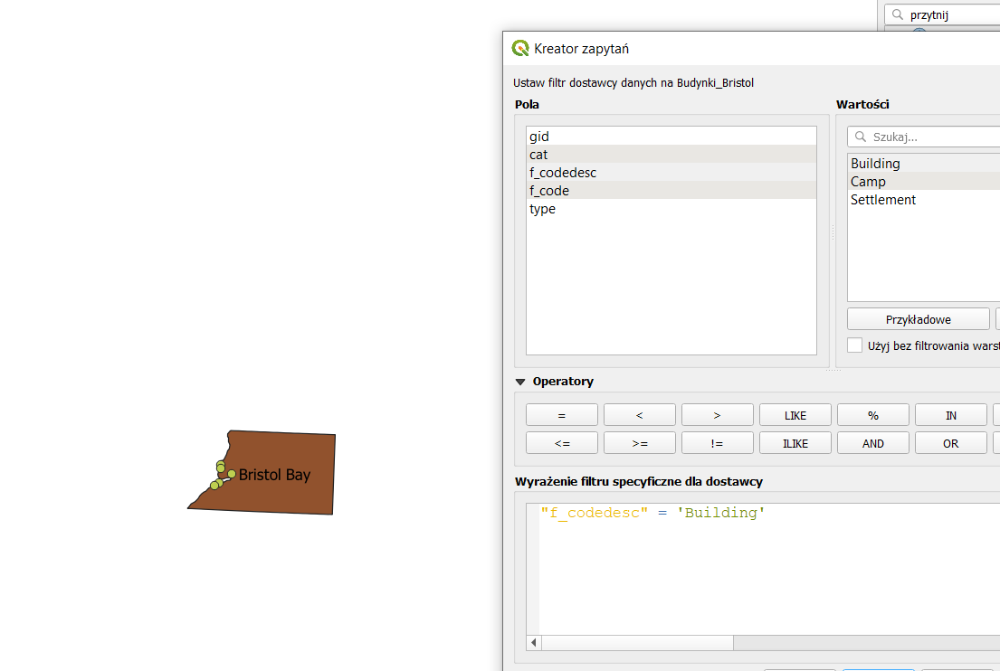 przytnij
Kreator zapytań
Ustaw filtr dostawcy danych na Budynki_Bristol
Pola
Wartości
gid
cat
f_codedesc
f_code
type
Szukaj...
Building
Camp
Settlement
Przykładowe
Użyj bez filtrowania warst
Operatory
= < > LIKE % IN
<= >= != ILIKE AND OR
Wyrażenie filtru specyficzne dla dostawcy
"f_codedesc" = 'Building'
Bristol Bay